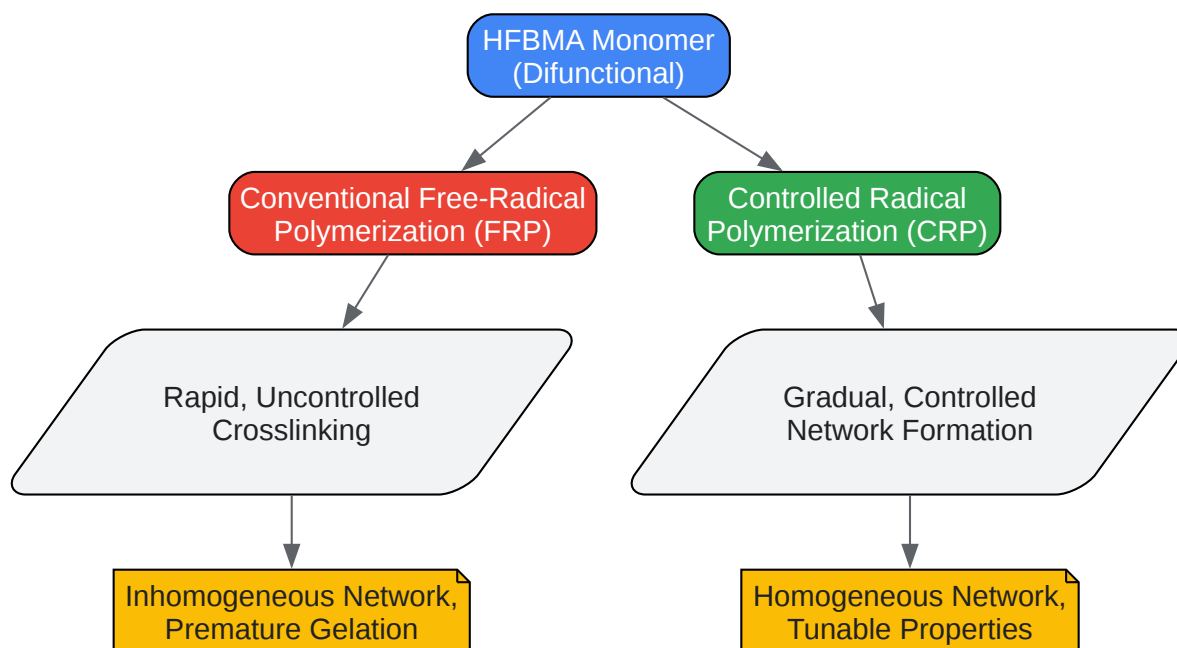 HFBMA Monomer
(Difunctional)
Conventional Free-Radical
Polymerization (FRP)
Controlled Radical
Polymerization (CRP)
Rapid, Uncontrolled
Crosslinking
Gradual, Controlled
Network Formation
Inhomogeneous Network,
Premature Gelation
Homogeneous Network,
Tunable Properties